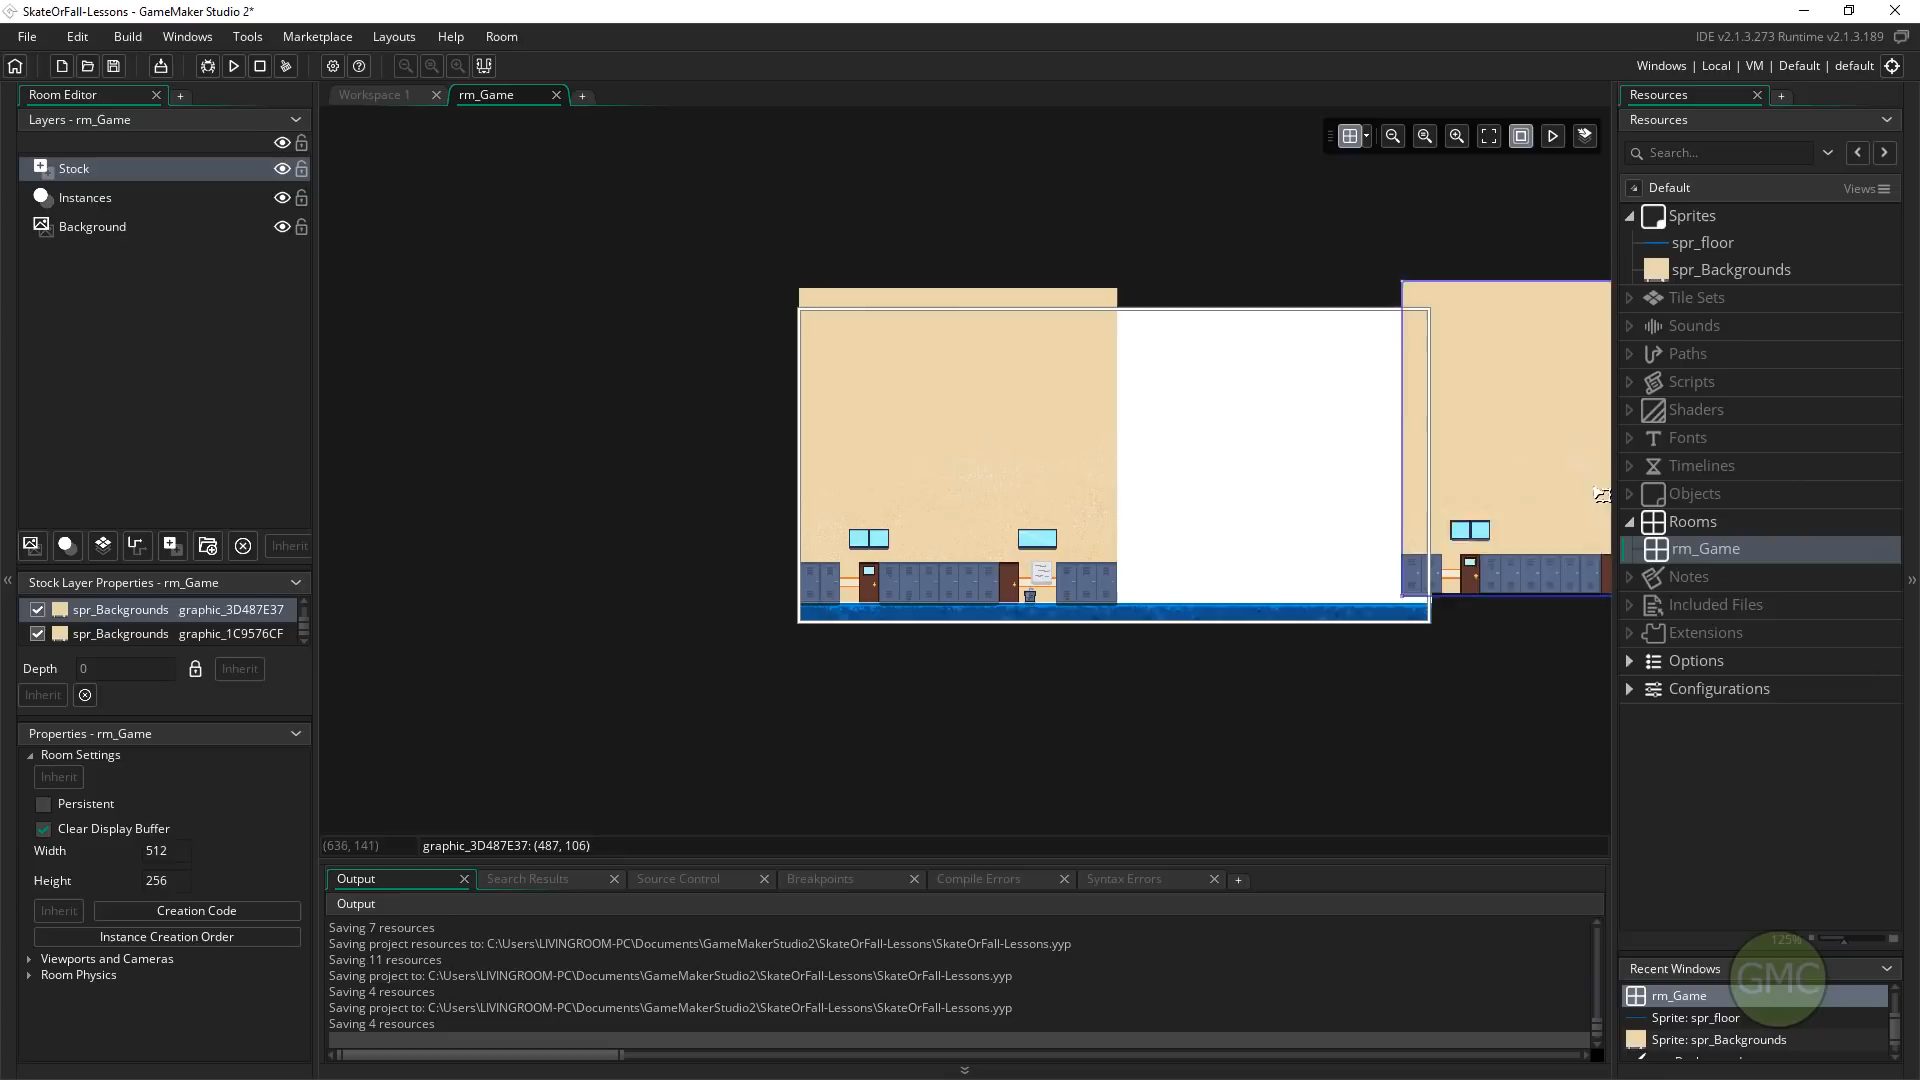 SkateOrFall-Lessons - GameMaker Studio 2*
File Edit Build Windows Tools Marketplace Layouts Help Room
IDE v2.1.3.273 Runtime v2.1.3.189
Windows | Local | VM | Default | default
Room Editor
Workspace 1
rm_Game
Resources
Layers - rm_Game
Resources
Search...
Stock
Default
Views
Instances
Sprites
Background
spr_floor
spr_Backgrounds
Tile Sets
Sounds
Paths
Scripts
Shaders
Fonts
Timelines
Objects
Rooms
rm_Game
Notes
Included Files
Extensions
Options
Configurations
Inherit
Stock Layer Properties - rm_Game
spr_Backgrounds graphic_3D487E37
spr_Backgrounds graphic_1C9576CF
Depth 0 Inherit
Inherit
Properties - rm_Game
Room Settings
Inherit
Persistent
Clear Display Buffer
Width 512
Height 256
Inherit Creation Code
Instance Creation Order
Viewports and Cameras
Room Physics
(636, 141) graphic_3D487E37: (487, 106)
Output Search Results Source Control Breakpoints Compile Errors Syntax Errors
Output
Saving 7 resources
Saving project resources to: C:\Users\LIVINGROOM-PC\Documents\GameMakerStudio2\SkateOrFall-Lessons\SkateOrFall-Lessons.yyp
Saving 11 resources
Saving project to: C:\Users\LIVINGROOM-PC\Documents\GameMakerStudio2\SkateOrFall-Lessons\SkateOrFall-Lessons.yyp
Saving 4 resources
Saving project to: C:\Users\LIVINGROOM-PC\Documents\GameMakerStudio2\SkateOrFall-Lessons\SkateOrFall-Lessons.yyp
Saving 4 resources
125%
GMC
Recent Windows
rm_Game
Sprite: spr_floor
Sprite: spr_Backgrounds